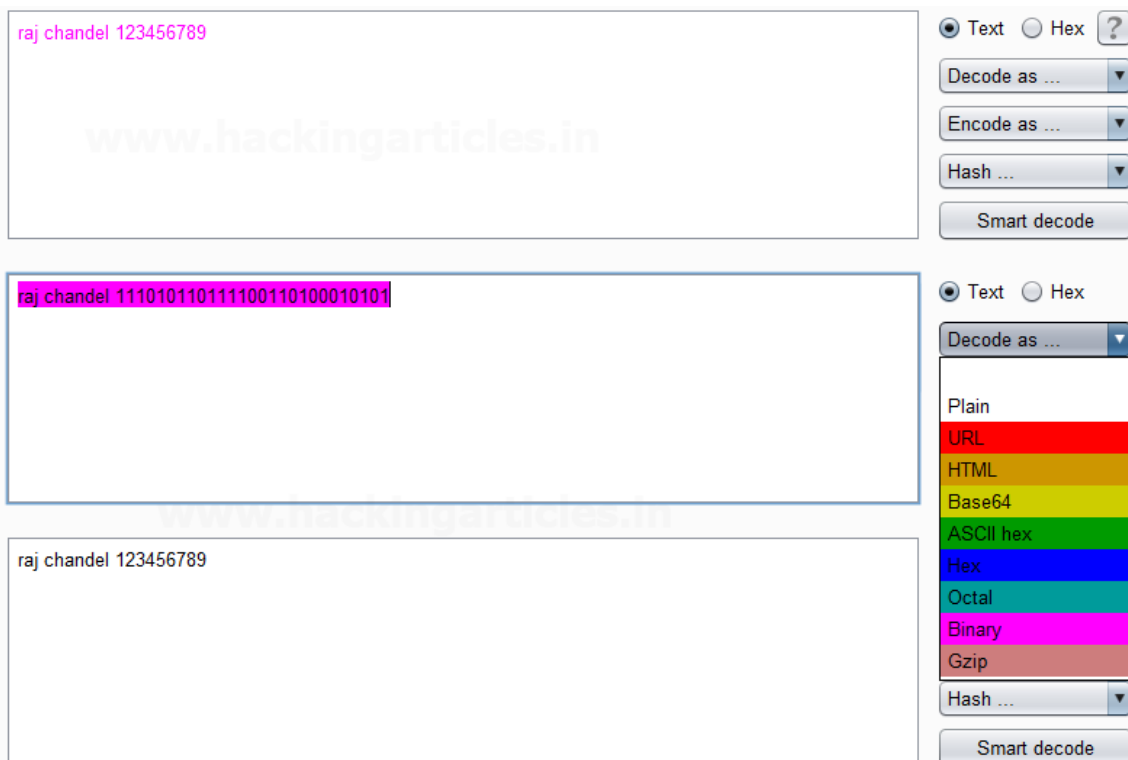 raj chandel 123456789
Text Hex ?
Decode as ...
www.hackingarticles.in
Encode as ...
Hash ...
Smart decode
raj chandel 111010110111100110100010101
Text Hex
Decode as ...
Plain
URL
HTML
Base64
www.hackingarticles.in
ASCII hex
raj chandel 123456789
Hex
Octal
Binary
Gzip
Hash ...
Smart decode